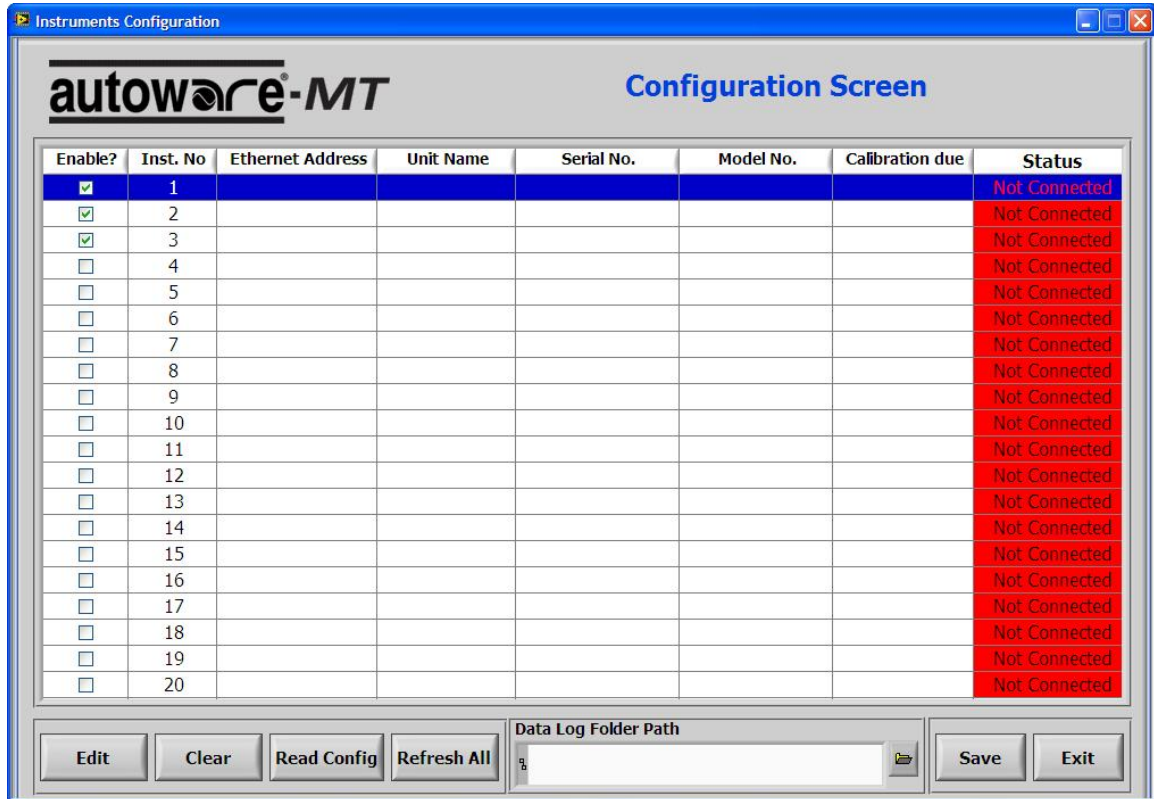 Instruments Configuration
autoware®-MT
Configuration Screen
Enable? Inst. No Ethernet Address Unit Name Serial No. Model No. Calibration due Status
1 Not Connected
2 Not Connected
3 Not Connected
4 Not Connected
5 Not Connected
6 Not Connected
7 Not Connected
8 Not Connected
9 Not Connected
10 Not Connected
11 Not Connected
12 Not Connected
13 Not Connected
14 Not Connected
15 Not Connected
16 Not Connected
17 Not Connected
18 Not Connected
19 Not Connected
20 Not Connected
Data Log Folder Path
Edit Clear Read Config Refresh All Save Exit